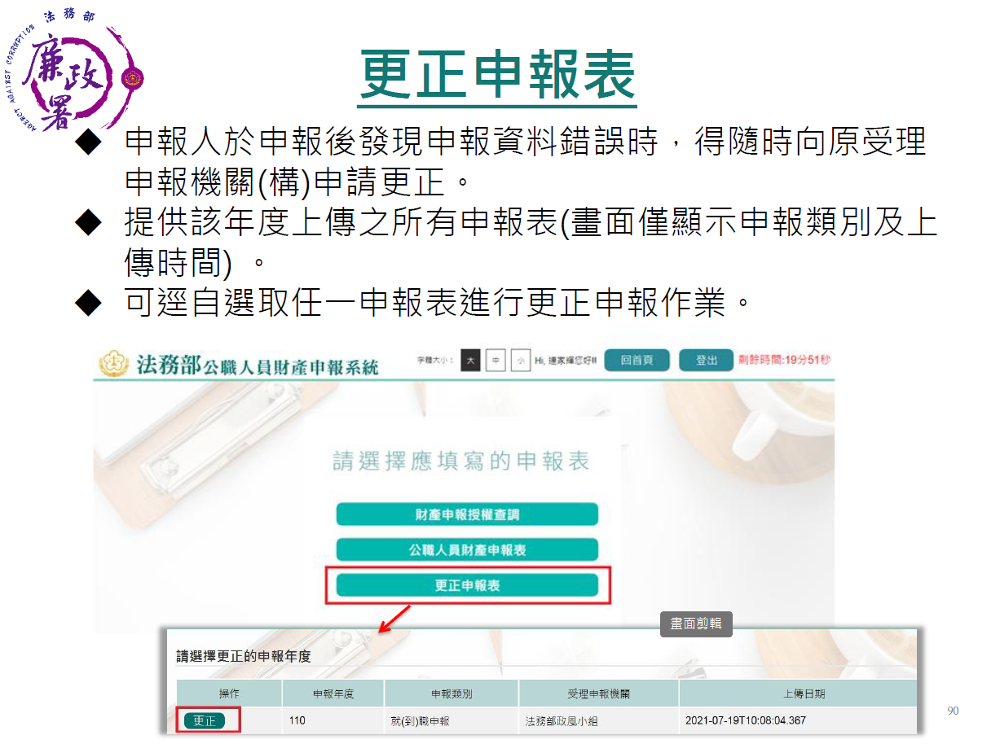 法務部
AGENCY AGAINST CORRUPTION
廉政署
更正申報表
◆ 申報人於申報後發現申報資料錯誤時，得隨時向原受理
申報機關(構)申請更正。
◆ 提供該年度上傳之所有申報表(畫面僅顯示申報類別及上
傳時間) 。
◆ 可逕自選取任一申報表進行更正申報作業。
法務部公職人員財產申報系統 字體大小： 大 中 小 Hi, 連家輝您好!! 回首頁 登出 剩餘時間:19分51秒
請選擇應填寫的申報表
財產申報授權查調
公職人員財產申報表
更正申報表
畫面剪輯
請選擇更正的申報年度
操作 申報年度 申報類別 受理申報機關 上傳日期
更正 110 就(到)職申報 法務部政風小組 2021-07-19T10:08:04.367
90